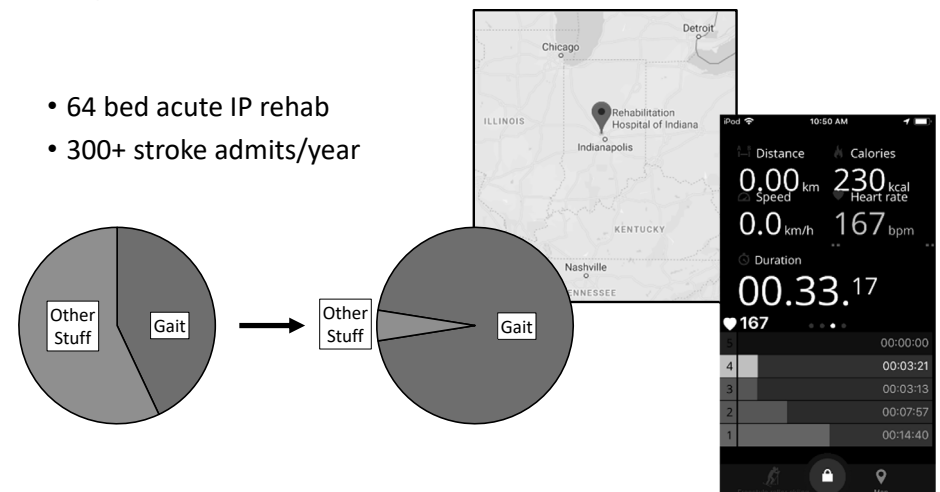 • 64 bed acute IP rehab
• 300+ stroke admits/year
Other
Stuff
Gait
Other
Stuff
Gait
Detroit
Chicago
ILLINOIS
Rehabilitation
Hospital of Indiana
Indianapolis
KENTUCKY
Nashville
ENNESSEE
iPod 10:50 AM
Distance Calories
0.00 km 230 kcal
Speed Heart rate
0.0 km/h 167 bpm
Duration
00.33.17
167
5 00:00:00
4 00:03:21
3 00:03:13
2 00:07:57
1 00:14:40